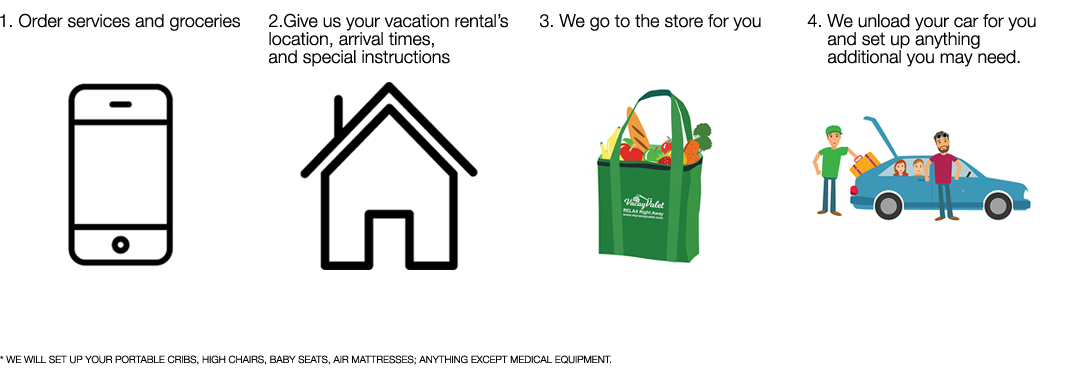 1. Order services and groceries
2.Give us your vacation rental's
location, arrival times,
and special instructions
3. We go to the store for you
4. We unload your car for you
and set up anything
additional you may need.
VacayValet
RELAX Right Away
* WE WILL SET UP YOUR PORTABLE CRIBS, HIGH CHAIRS, BABY SEATS, AIR MATTRESSES; ANYTHING EXCEPT MEDICAL EQUIPMENT.